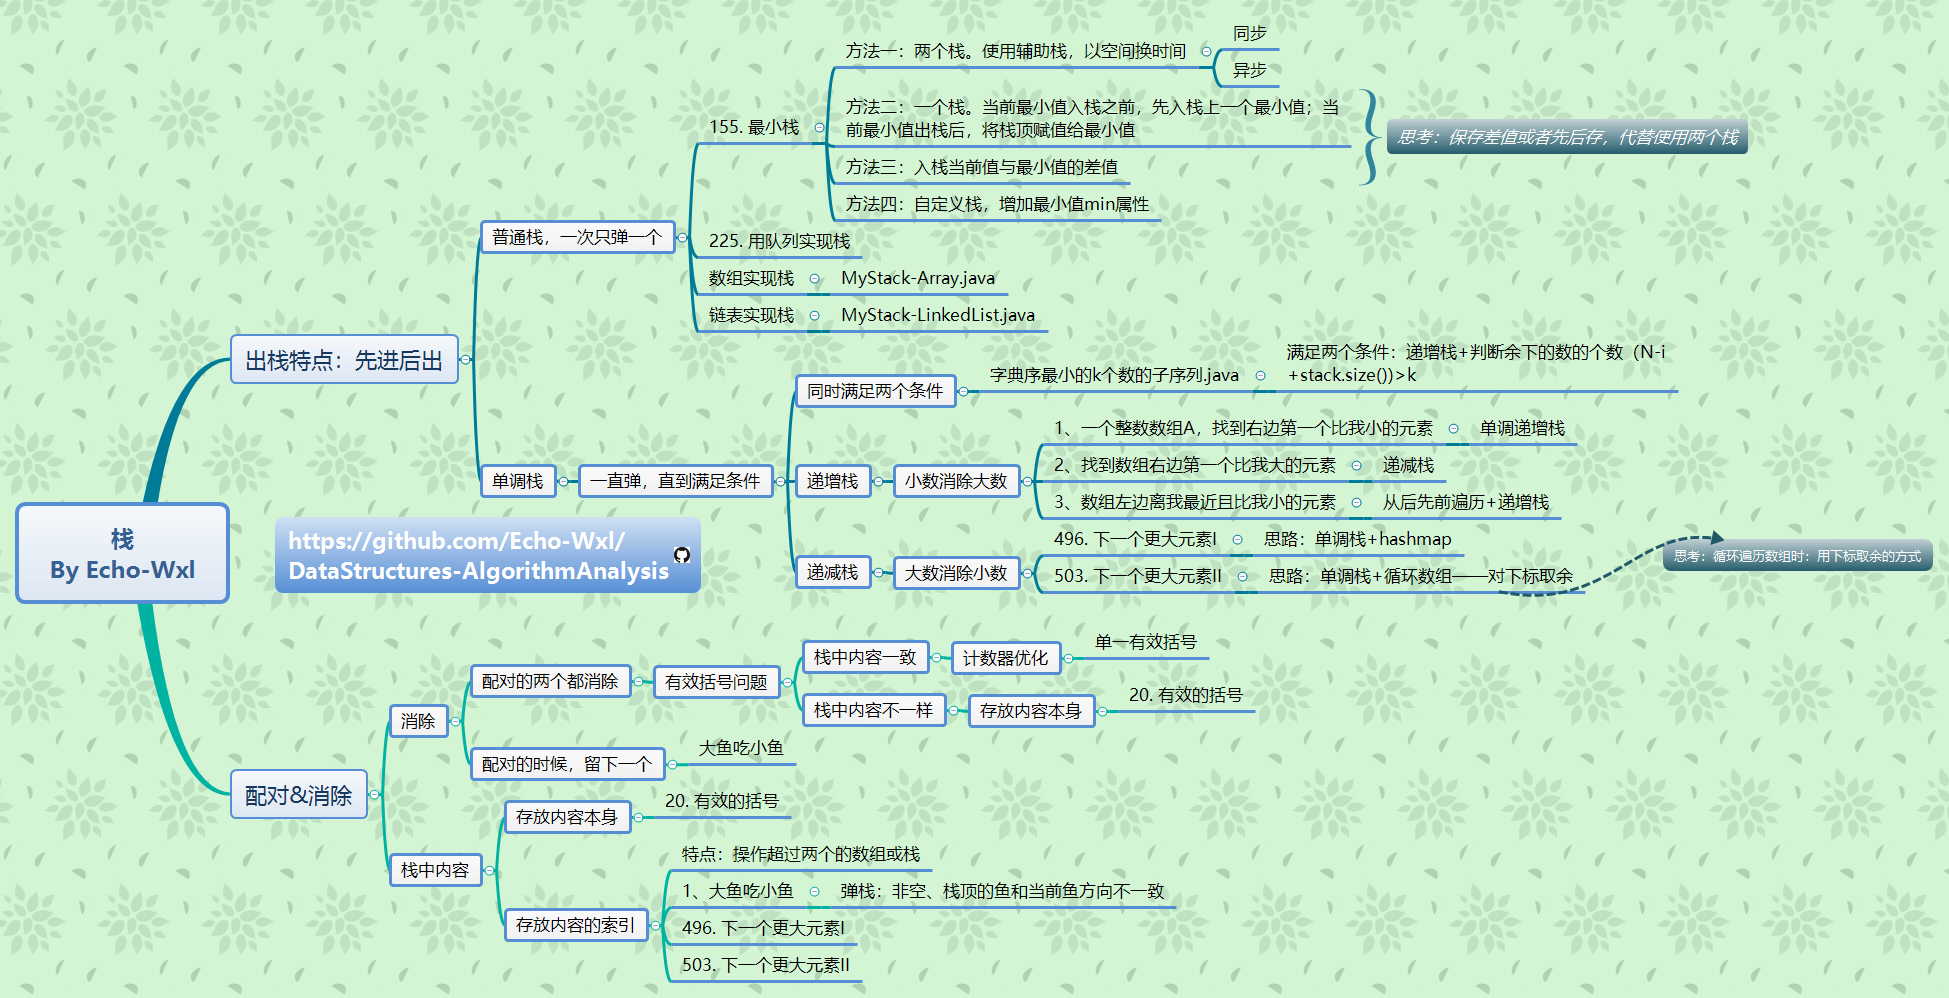 栈
By Echo-Wxl
https://github.com/Echo-Wxl/
DataStructures-AlgorithmAnalysis
出栈特点：先进后出
普通栈，一次只弹一个
155. 最小栈
方法一：两个栈。使用辅助栈，以空间换时间
同步
异步
方法二：一个栈。当前最小值入栈之前，先入栈上一个最小值；当
前最小值出栈后，将栈顶赋值给最小值
方法三：入栈当前值与最小值的差值
方法四：自定义栈，增加最小值min属性
思考：保存差值或者先后存，代替使用两个栈
225. 用队列实现栈
数组实现栈
MyStack-Array.java
链表实现栈
MyStack-LinkedList.java
单调栈
一直弹，直到满足条件
同时满足两个条件
字典序最小的k个数的子序列.java
满足两个条件：递增栈+判断余下的数的个数（N-i
+stack.size())>k
递增栈
小数消除大数
1、一个整数数组A，找到右边第一个比我小的元素
单调递增栈
2、找到数组右边第一个比我大的元素
递减栈
3、数组左边离我最近且比我小的元素
从后先前遍历+递增栈
递减栈
大数消除小数
496. 下一个更大元素I
思路：单调栈+hashmap
503. 下一个更大元素II
思路：单调栈+循环数组——对下标取余
思考：循环遍历数组时：用下标取余的方式
配对&消除
消除
配对的两个都消除
有效括号问题
栈中内容一致
计数器优化
单一有效括号
栈中内容不一样
存放内容本身
20. 有效的括号
配对的时候，留下一个
大鱼吃小鱼
栈中内容
存放内容本身
20. 有效的括号
存放内容的索引
特点：操作超过两个的数组或栈
1、大鱼吃小鱼
弹栈：非空、栈顶的鱼和当前鱼方向不一致
496. 下一个更大元素I
503. 下一个更大元素II